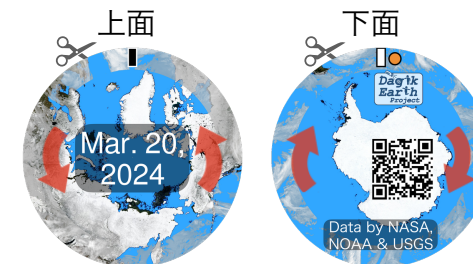 上面
下面
Mar. 20,
2024
Dagik
Earth
Project
Data by NASA,
NOAA & USGS